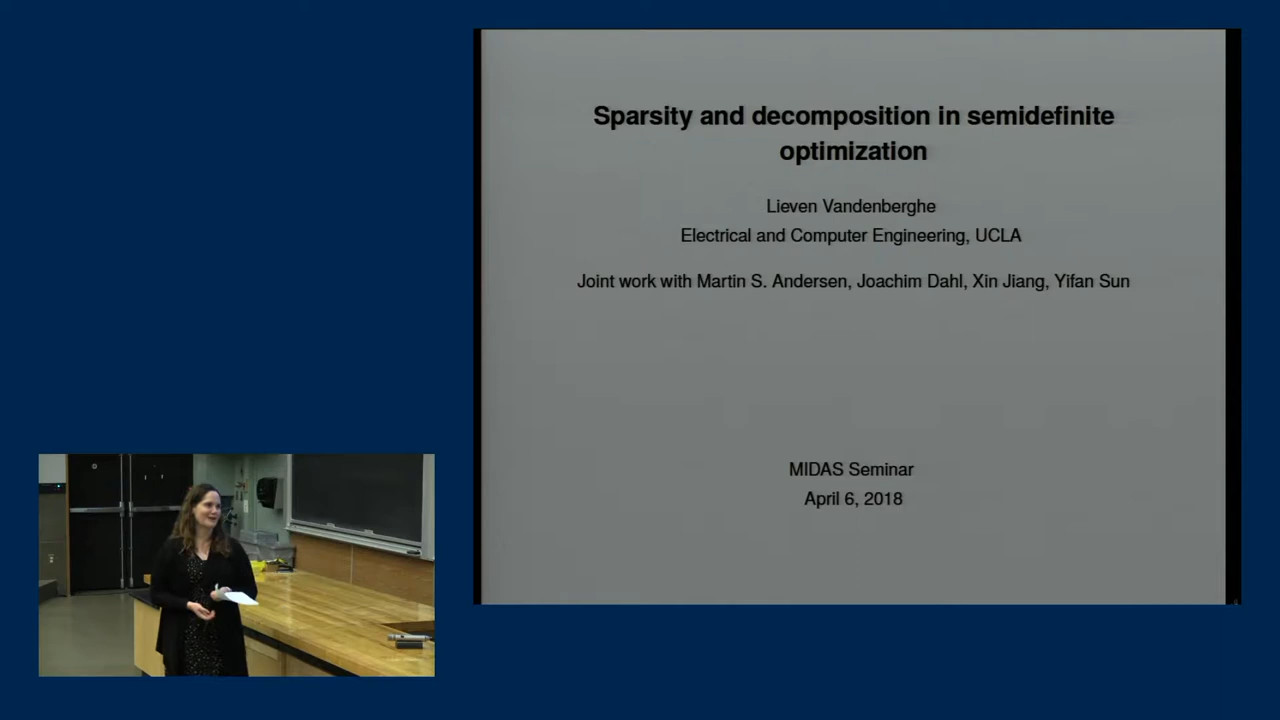 Sparsity and decomposition in semidefinite
optimization
Lieven Vandenberghe
Electrical and Computer Engineering, UCLA
Joint work with Martin S. Andersen, Joachim Dahl, Xin Jiang, Yifan Sun
MIDAS Seminar
April 6, 2018